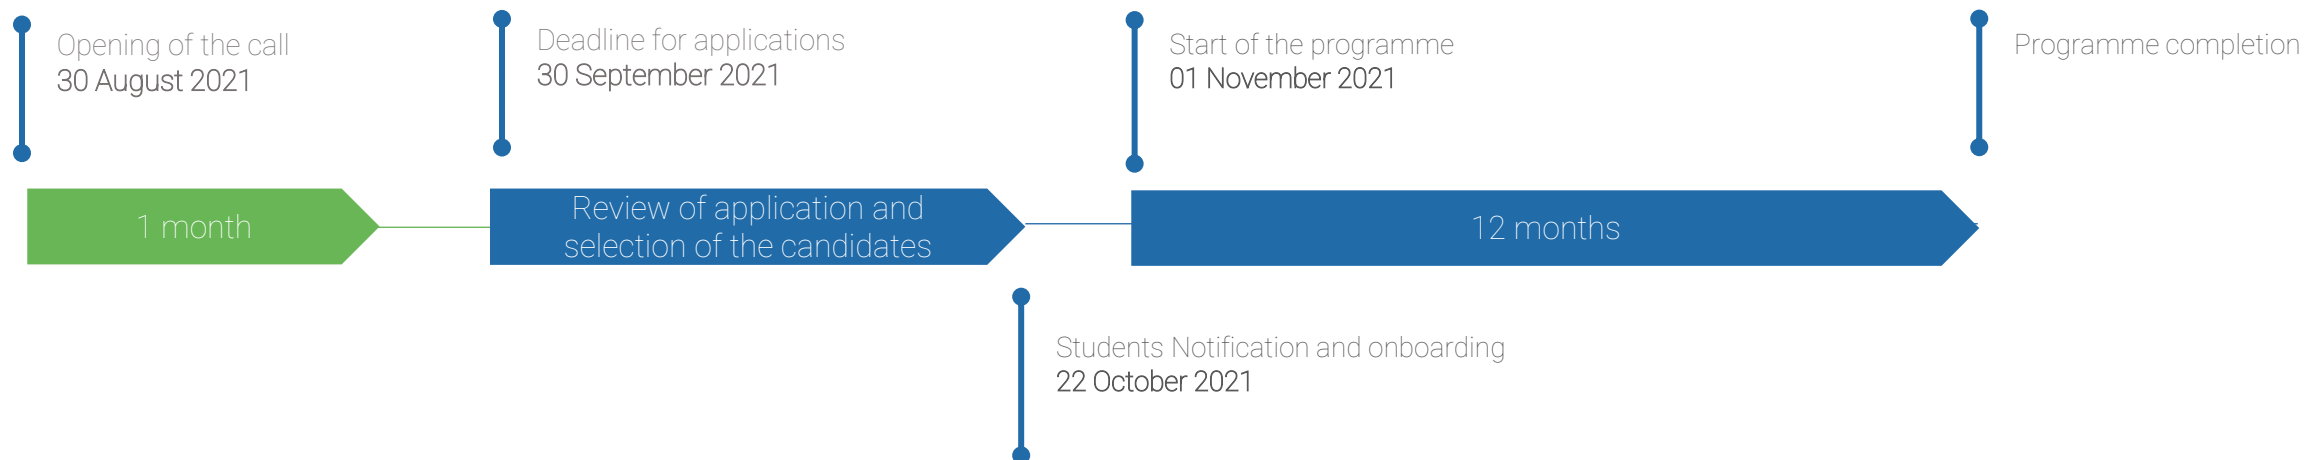 Opening of the call
30 August 2021
Deadline for applications
30 September 2021
Start of the programme
01 November 2021
Programme completion
1 month
Review of application and
selection of the candidates
12 months
Students Notification and onboarding
22 October 2021